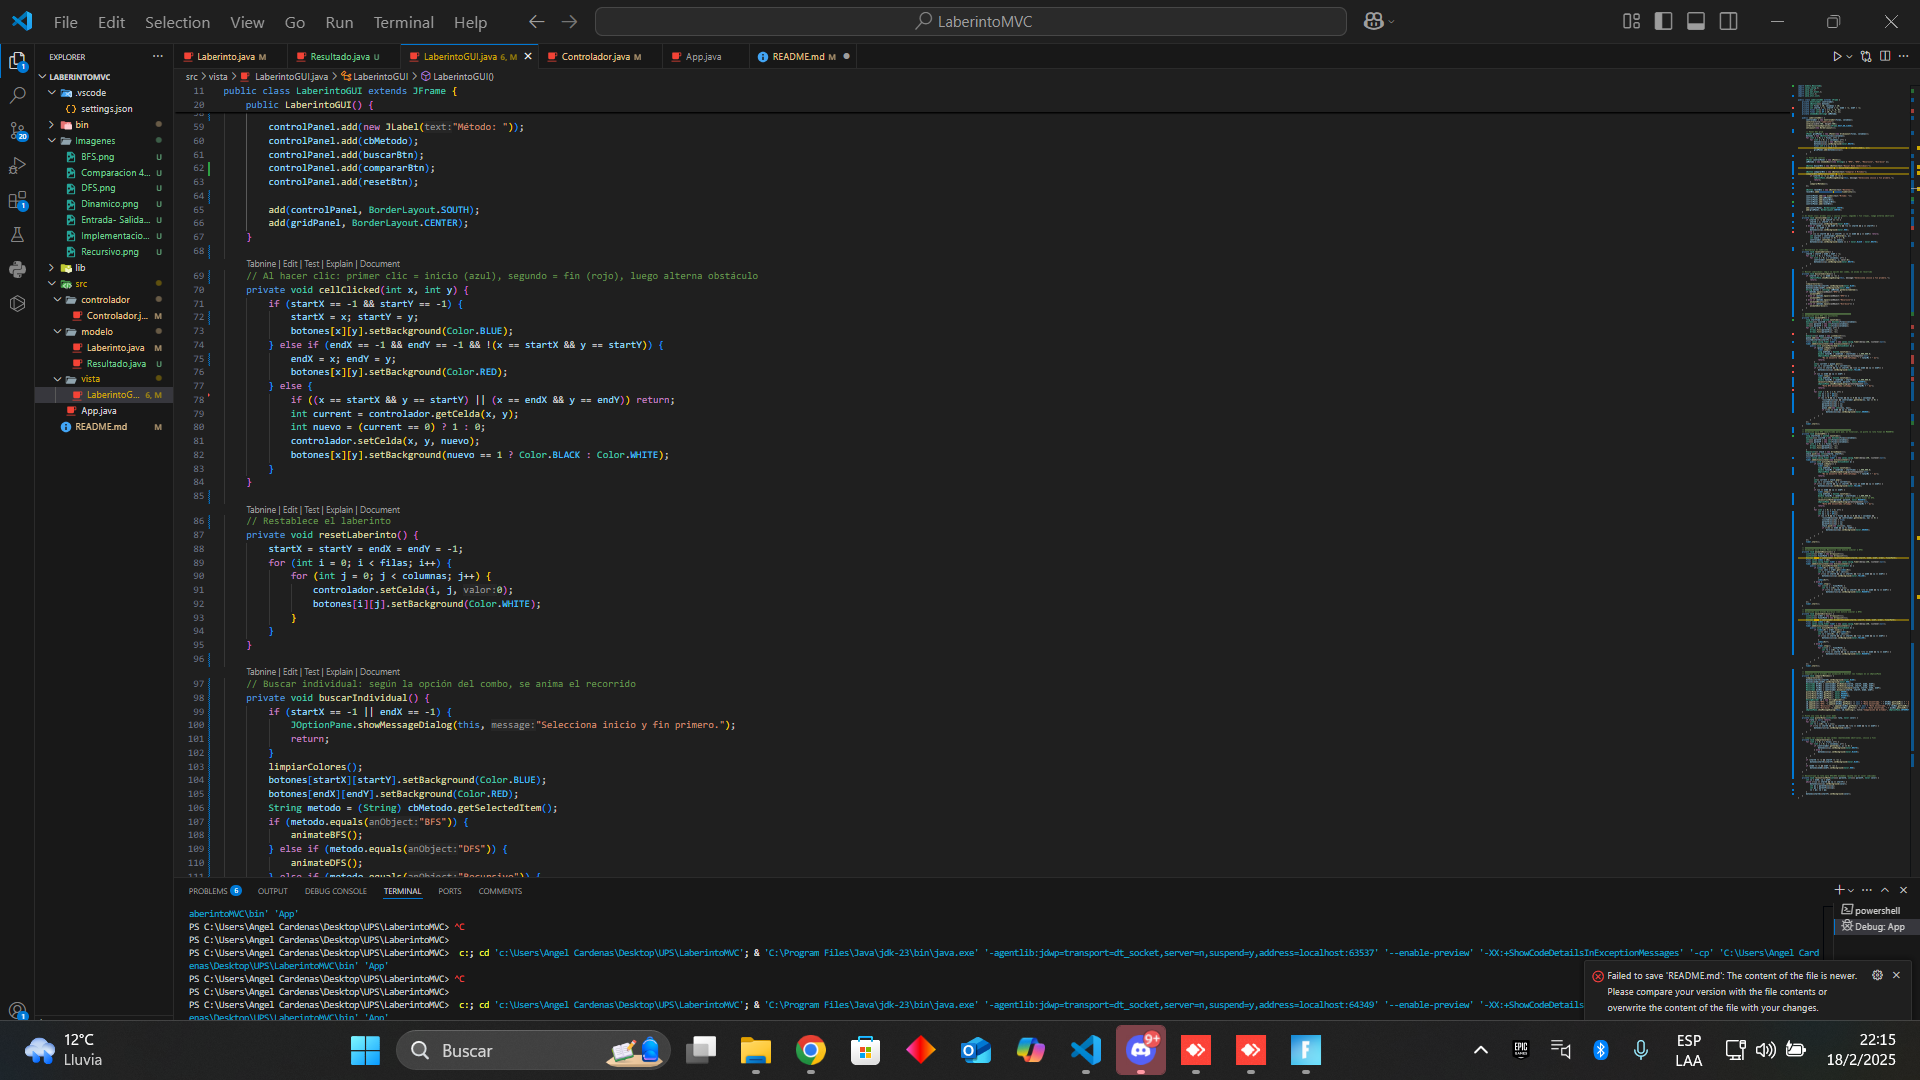 File Edit Selection View Go Run Terminal Help
LaberintoMVC
EXPLORER
LABERINTOMVC
.vscode
settings.json
bin
Imagenes
BFS.png U
Comparacion 4... U
DFS.png U
Dinamico.png U
Entrada- Salida... U
Implementacio... U
Recursivo.png U
lib
src
controlador
Controlador.j... M
modelo
Laberinto.java M
Resultado.java U
vista
LaberintoG... 6, M
App.java
README.md M
Laberinto.java M Resultado.java U LaberintoGUI.java 6, M Controlador.java M App.java README.md M
src > vista > LaberintoGUI.java > LaberintoGUI > LaberintoGUI()
11 public class LaberintoGUI extends JFrame {
20 public LaberintoGUI() {
59 controlPanel.add(new JLabel(text:"Método: "));
60 controlPanel.add(cbMetodo);
61 controlPanel.add(buscarBtn);
62 controlPanel.add(compararBtn);
63 controlPanel.add(resetBtn);
64
65 add(controlPanel, BorderLayout.SOUTH);
66 add(gridPanel, BorderLayout.CENTER);
67 }
68
Tabnine | Edit | Test | Explain | Document
69 // Al hacer clic: primer clic = inicio (azul), segundo = fin (rojo), luego alterna obstáculo
70 private void cellClicked(int x, int y) {
71 if (startX == -1 && startY == -1) {
72 startX = x; startY = y;
73 botones[x][y].setBackground(Color.BLUE);
74 } else if (endX == -1 && endY == -1 && !(x == startX && y == startY)) {
75 endX = x; endY = y;
76 botones[x][y].setBackground(Color.RED);
77 } else {
78 if ((x == startX && y == startY) || (x == endX && y == endY)) return;
79 int current = controlador.getCelda(x, y);
80 int nuevo = (current == 0) ? 1 : 0;
81 controlador.setCelda(x, y, nuevo);
82 botones[x][y].setBackground(nuevo == 1 ? Color.BLACK : Color.WHITE);
83 }
84 }
85
Tabnine | Edit | Test | Explain | Document
86 // Restablece el laberinto
87 private void resetLaberinto() {
88 startX = startY = endX = endY = -1;
89 for (int i = 0; i < filas; i++) {
90 for (int j = 0; j < columnas; j++) {
91 controlador.setCelda(i, j, valor:0);
92 botones[i][j].setBackground(Color.WHITE);
93 }
94 }
95 }
96
Tabnine | Edit | Test | Explain | Document
97 // Buscar individual: según la opción del combo, se anima el recorrido
98 private void buscarIndividual() {
99 if (startX == -1 || endX == -1) {
100 JOptionPane.showMessageDialog(this, message:"Selecciona inicio y fin primero.");
101 return;
102 }
103 limpiarColores();
104 botones[startX][startY].setBackground(Color.BLUE);
105 botones[endX][endY].setBackground(Color.RED);
106 String metodo = (String) cbMetodo.getSelectedItem();
107 if (metodo.equals(anObject:"BFS")) {
108 animateBFS();
109 } else if (metodo.equals(anObject:"DFS")) {
110 animateDFS();
111 } else if (metodo.equals(anObject:"Recursivo")) {
PROBLEMS 6 OUTPUT DEBUG CONSOLE TERMINAL PORTS COMMENTS
powershell
Debug: App
aberintoMVC\bin' 'App'
PS C:\Users\Angel Cardenas\Desktop\UPS\LaberintoMVC> ^C
PS C:\Users\Angel Cardenas\Desktop\UPS\LaberintoMVC>
PS C:\Users\Angel Cardenas\Desktop\UPS\LaberintoMVC> c:; cd 'c:\Users\Angel Cardenas\Desktop\UPS\LaberintoMVC'; & 'C:\Program Files\Java\jdk-23\bin\java.exe' '-agentlib:jdwp=transport=dt_socket,server=n,suspend=y,address=localhost:63537' '--enable-preview' '-XX:+ShowCodeDetailsInExceptionMessages' '-cp' 'C:\Users\Angel Card
enas\Desktop\UPS\LaberintoMVC\bin' 'App'
PS C:\Users\Angel Cardenas\Desktop\UPS\LaberintoMVC> ^C
PS C:\Users\Angel Cardenas\Desktop\UPS\LaberintoMVC>
PS C:\Users\Angel Cardenas\Desktop\UPS\LaberintoMVC> c:; cd 'c:\Users\Angel Cardenas\Desktop\UPS\LaberintoMVC'; & 'C:\Program Files\Java\jdk-23\bin\java.exe' '-agentlib:jdwp=transport=dt_socket,server=n,suspend=y,address=localhost:64349' '--enable-preview' '-XX:+ShowCodeDetails
enas\Desktop\UPS\LaberintoMVC\bin' 'App'
Failed to save 'README.md': The content of the file is newer.
Please compare your version with the file contents or
overwrite the content of the file with your changes.
12°C
Lluvia
Buscar
9+
EPIC
ESP
LAA
22:15
18/2/2025